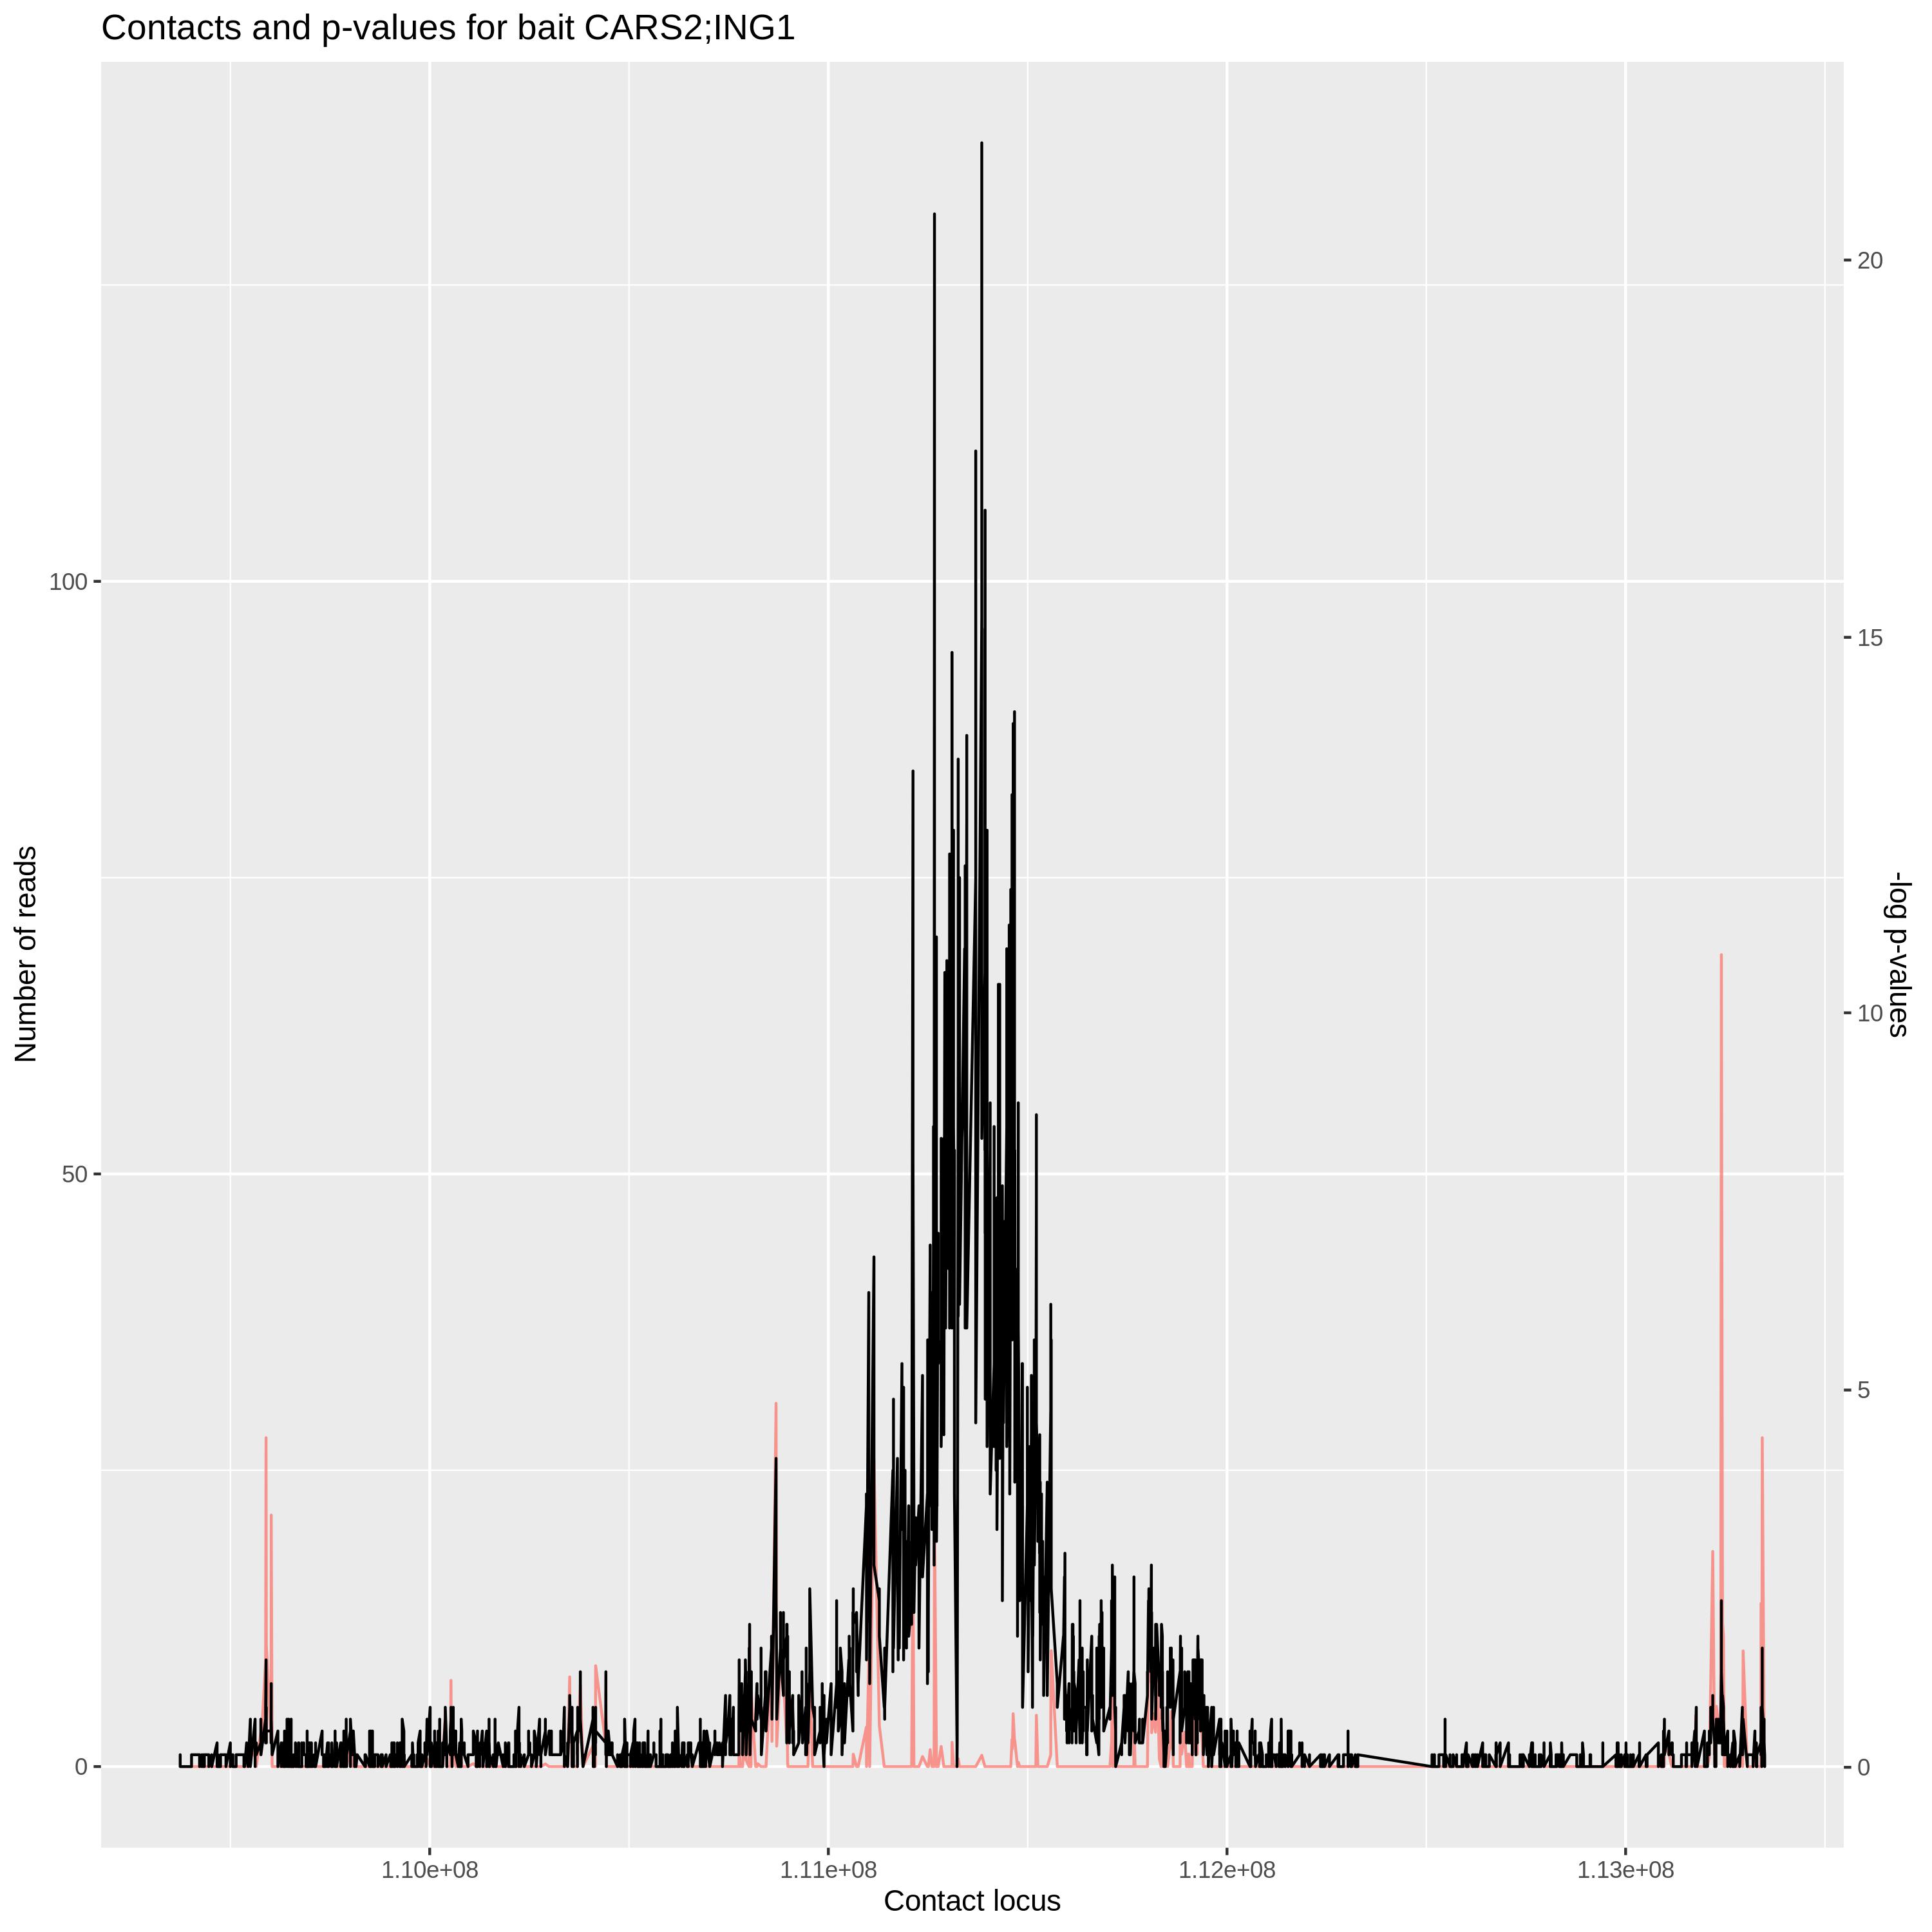 Contacts and p-values for bait CARS2;ING1
Number of reads
100
50
0
20
15
10
5
0
-log p-values
1.10e+08
1.11e+08
1.12e+08
1.13e+08
Contact locus